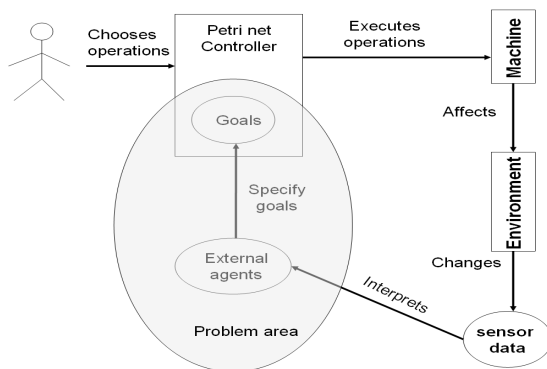 Chooses
operations
Petri net
Controller
Executes
operations
Machine
Goals
Affects
Specify
goals
Environment
External
agents
Changes
Interprets
Problem area
sensor
data